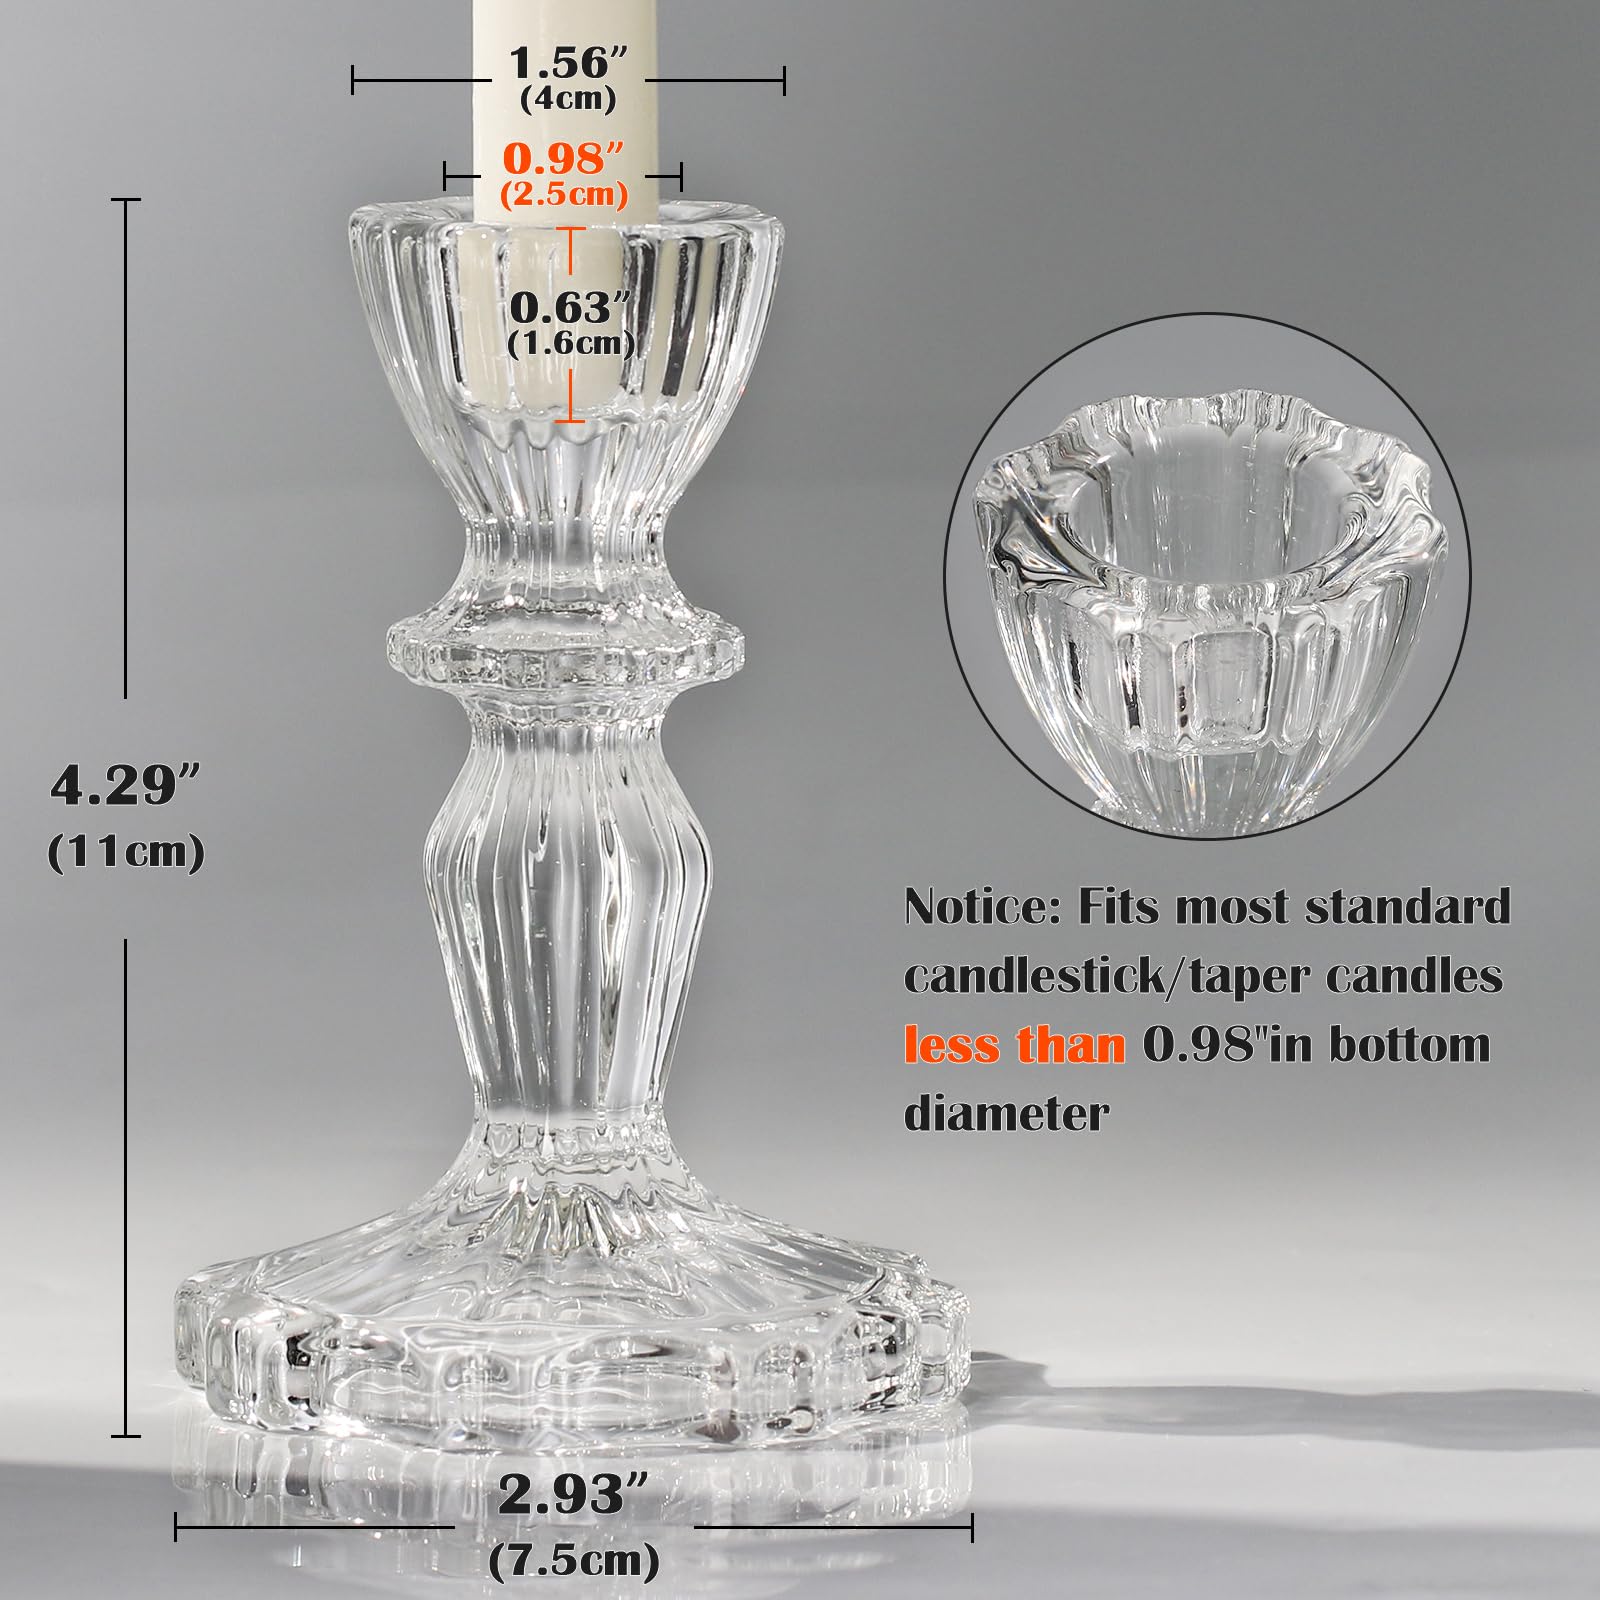 1.56”
(4cm)
0.98”
(2.5cm)
0.63”
(1.6cm)
4.29”
(11cm)
Notice: Fits most standard
candlestick/taper candles
less than 0.98"in bottom
diameter
2.93”
(7.5cm)